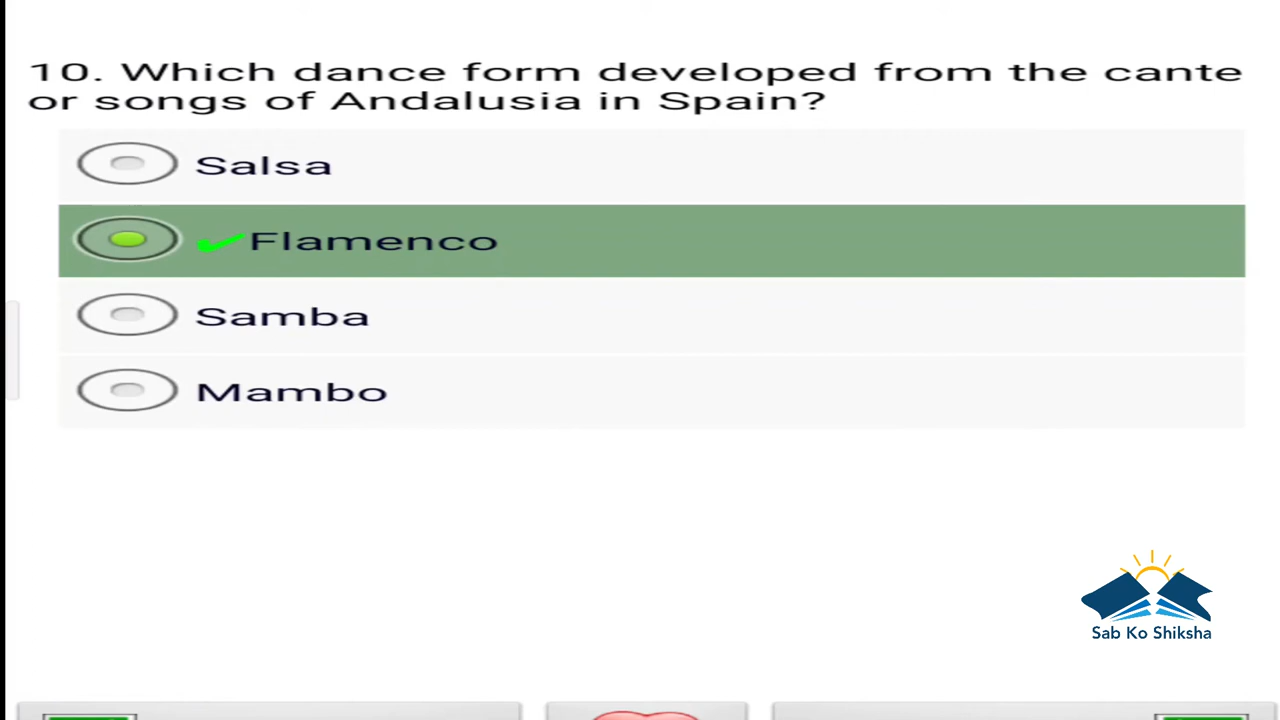 10. Which dance form developed from the cante
or songs of Andalusia in Spain?
Salsa
Flamenco
Samba
Mambo
Sab Ko Shiksha